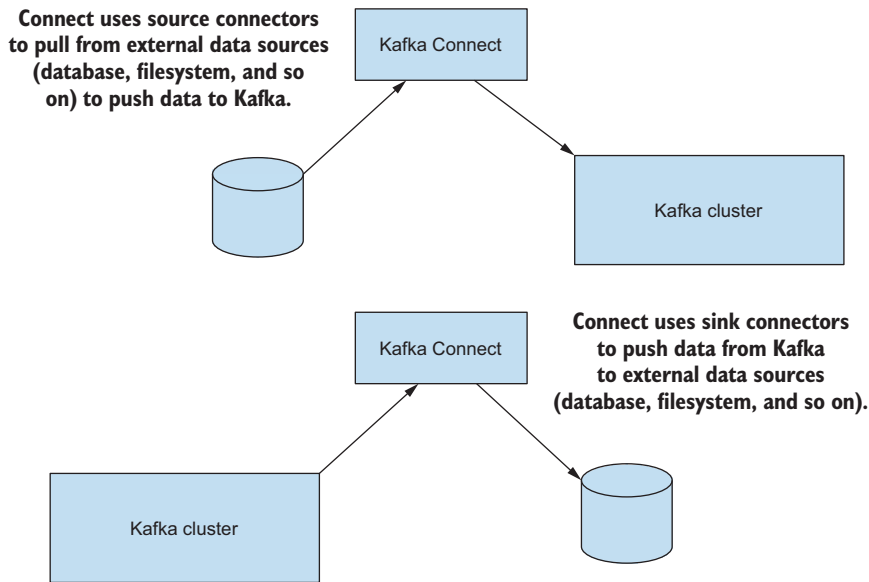 Connect uses source connectors
to pull from external data sources
(database, filesystem, and so
on) to push data to Kafka.
Kafka Connect
Kafka cluster
Kafka Connect
Connect uses sink connectors
to push data from Kafka
to external data sources
(database, filesystem, and so on).
Kafka cluster